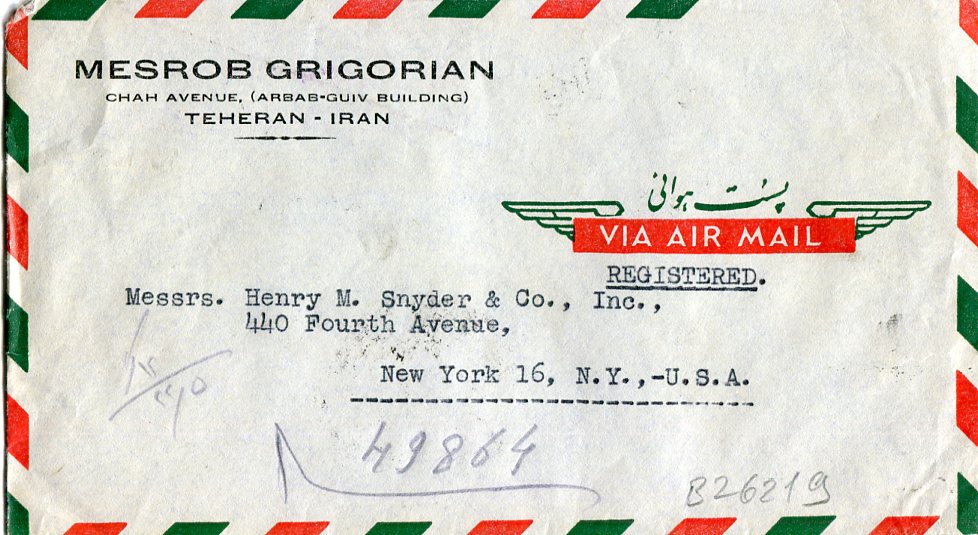 MESROB GRIGORIAN
CHAH AVENUE, (ARBAB-GUIV BUILDING)
TEHERAN - IRAN
پست هوائی
VIA AIR MAIL
REGISTERED.
Messrs. Henry M. Snyder & Co., Inc.,
440 Fourth Avenue,
New York 16, N.Y.,-U.S.A.
49864
B26219